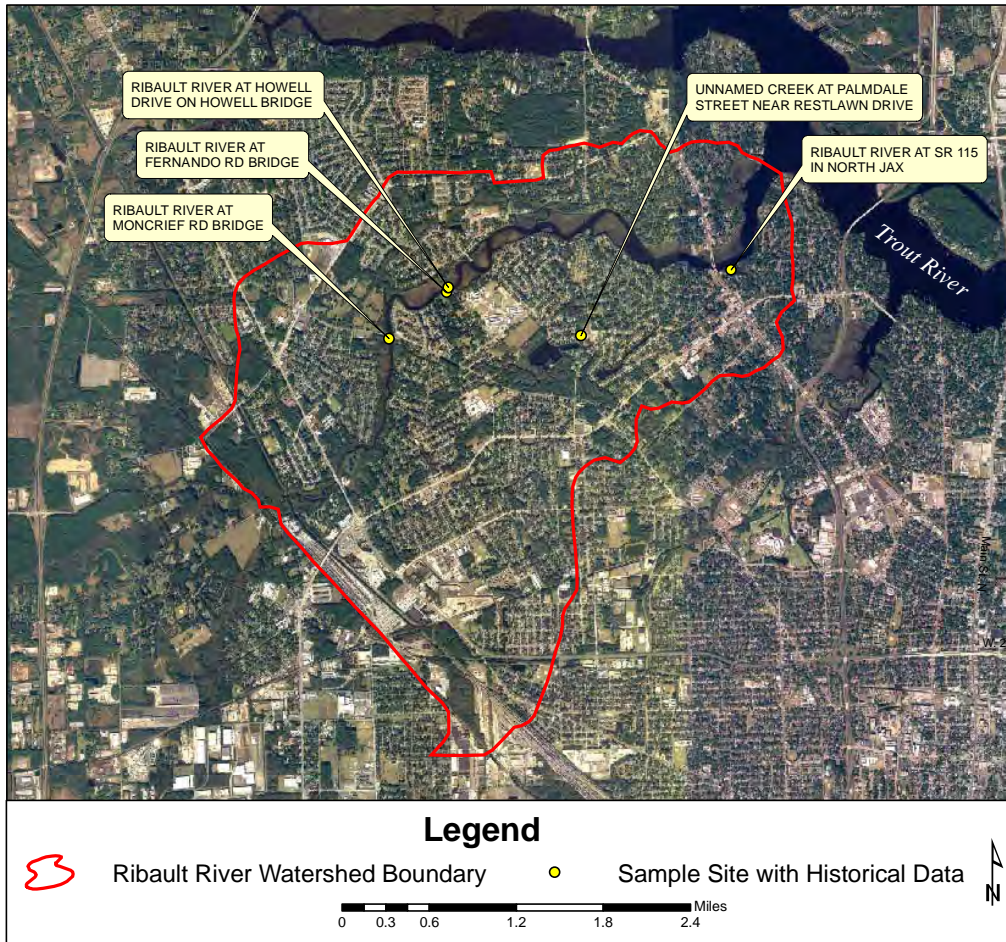 RIBAULT RIVER AT HOWELL
DRIVE ON HOWELL BRIDGE
UNNAMED CREEK AT PALMDALE
STREET NEAR RESTLAWN DRIVE
RIBAULT RIVER AT
FERNANDO RD BRIDGE
RIBAULT RIVER AT SR 115
IN NORTH JAX
RIBAULT RIVER AT
MONCRIEF RD BRIDGE
Trout River
Main St N
W 2
Legend
Ribault River Watershed Boundary
Sample Site with Historical Data
N
Miles
0 0.3 0.6 1.2 1.8 2.4